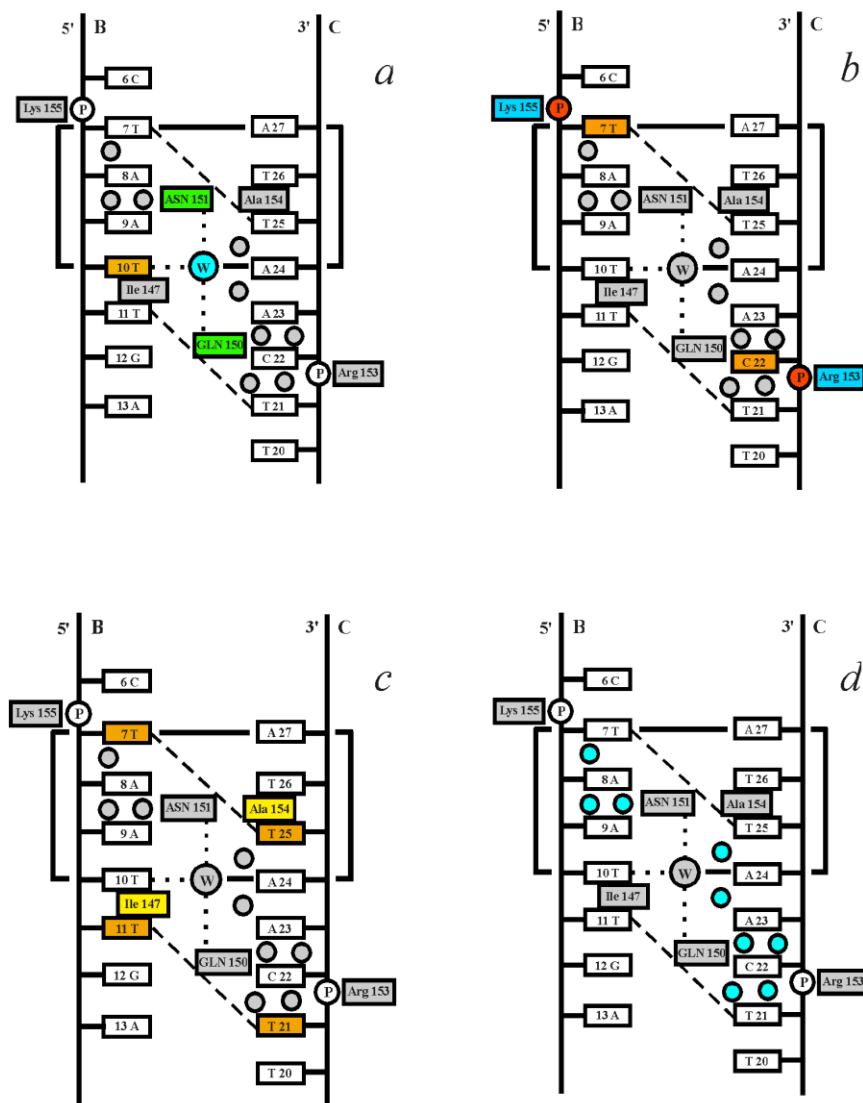 5' B 3' C
a
6 C
Lys 155 P
7 T A 27
8 A T 26
ASN 151 Ala 154
9 A T 25
10 T W A 24
Ile 147
11 T A 23
GLN 150
12 G C 22
P Arg 153
13 A T 21
T 20
5' B 3' C
b
6 C
Lys 155 P
7 T A 27
8 A T 26
ASN 151 Ala 154
9 A T 25
10 T W A 24
Ile 147
11 T A 23
GLN 150
12 G C 22
P Arg 153
13 A T 21
T 20
5' B 3' C
c
6 C
Lys 155 P
7 T A 27
8 A T 26
ASN 151 Ala 154
9 A T 25
10 T W A 24
Ile 147
11 T A 23
GLN 150
12 G C 22
P Arg 153
13 A T 21
T 20
5' B 3' C
d
6 C
Lys 155 P
7 T A 27
8 A T 26
ASN 151 Ala 154
9 A T 25
10 T W A 24
Ile 147
11 T A 23
GLN 150
12 G C 22
P Arg 153
13 A T 21
T 20